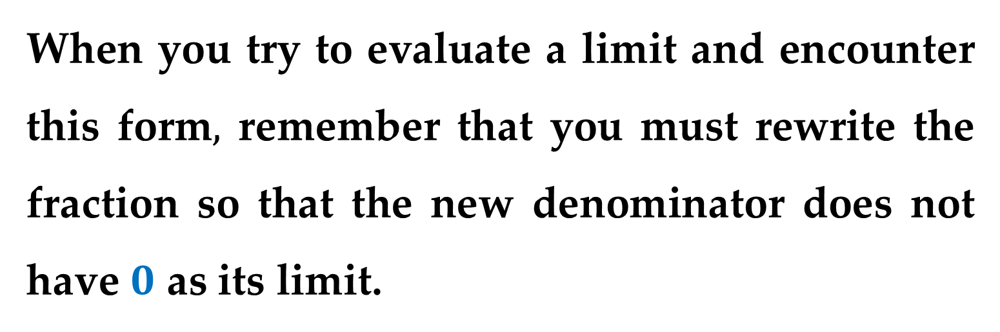 When you try to evaluate a limit and encounter
this form, remember that you must rewrite the
fraction so that the new denominator does not
have 0 as its limit.